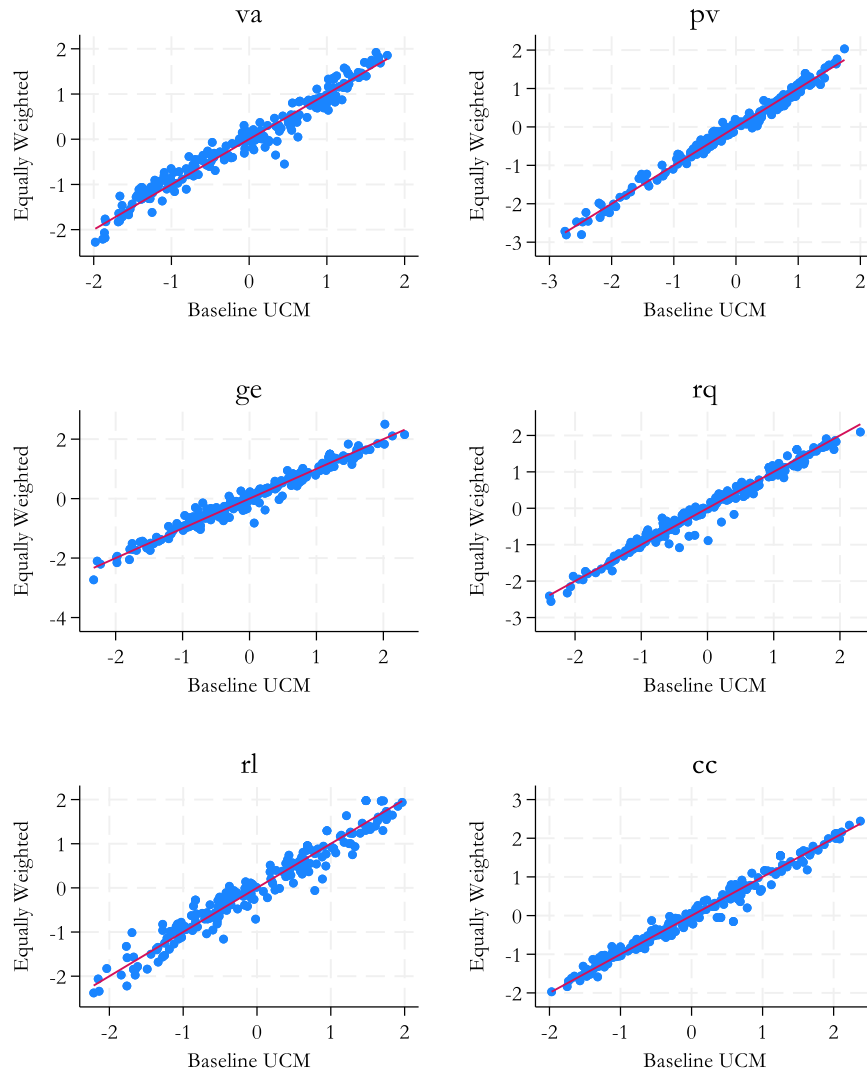 va
Equally Weighted
2
1
0
-1
-2
-2 -1 0 1 2
Baseline UCM
pv
Equally Weighted
2
1
0
-1
-2
-3
-3 -2 -1 0 1 2
Baseline UCM
ge
Equally Weighted
2
0
-2
-4
-2 -1 0 1 2
Baseline UCM
rq
Equally Weighted
2
1
0
-1
-2
-3
-2 -1 0 1 2
Baseline UCM
rl
Equally Weighted
2
1
0
-1
-2
-2 -1 0 1 2
Baseline UCM
cc
Equally Weighted
3
2
1
0
-1
-2
-2 -1 0 1 2
Baseline UCM